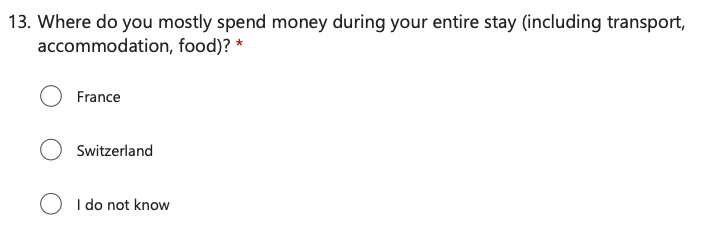 13. Where do you mostly spend money during your entire stay (including transport,
accommodation, food)? *
France
Switzerland
I do not know